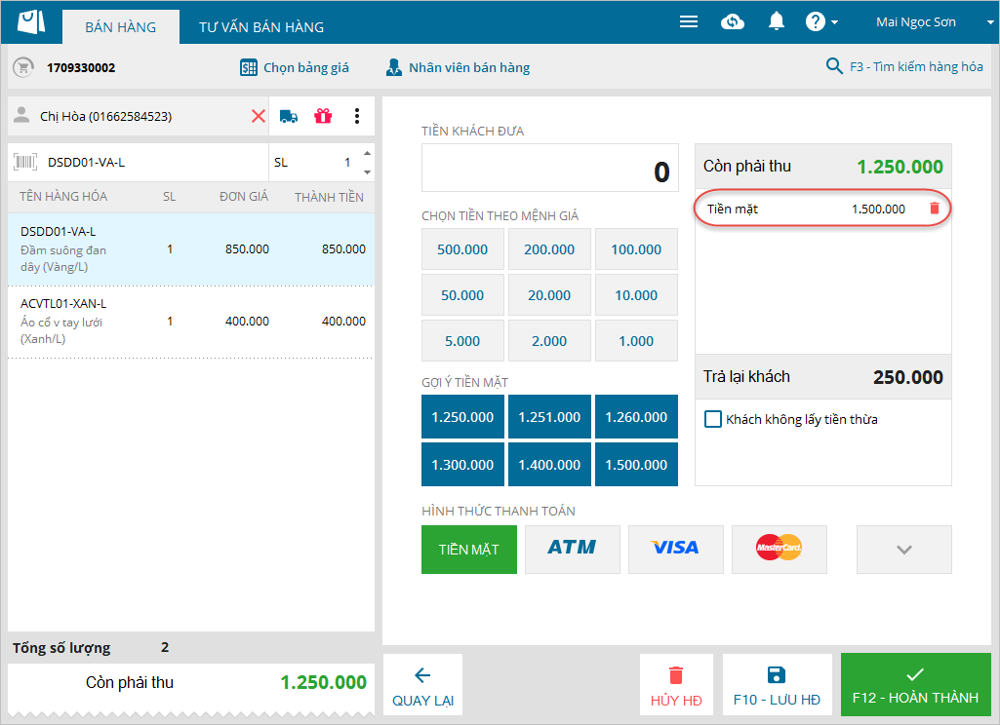 BÁN HÀNG
TƯ VẤN BÁN HÀNG
Mai Ngọc Sơn
1709330002
Chọn bảng giá
Nhân viên bán hàng
F3 - Tìm kiếm hàng hóa
Chị Hòa (01662584523)
DSDD01-VA-L
SL
1
TÊN HÀNG HÓA
SL
ĐƠN GIÁ
THÀNH TIỀN
DSDD01-VA-L
Đầm suông đan
dây (Vàng/L)
1
850.000
850.000
ACVTL01-XAN-L
Áo cổ v tay lưới
(Xanh/L)
1
400.000
400.000
Tổng số lượng
2
Còn phải thu
1.250.000
TIỀN KHÁCH ĐƯA
0
CHỌN TIỀN THEO MỆNH GIÁ
500.000
200.000
100.000
50.000
20.000
10.000
5.000
2.000
1.000
GỢI Ý TIỀN MẶT
1.250.000
1.251.000
1.260.000
1.300.000
1.400.000
1.500.000
Còn phải thu
1.250.000
Tiền mặt
1.500.000
Trả lại khách
250.000
Khách không lấy tiền thừa
HÌNH THỨC THANH TOÁN
TIỀN MẶT
ATM
VISA
MasterCard
QUAY LẠI
HỦY HĐ
F10 - LƯU HĐ
F12 - HOÀN THÀNH